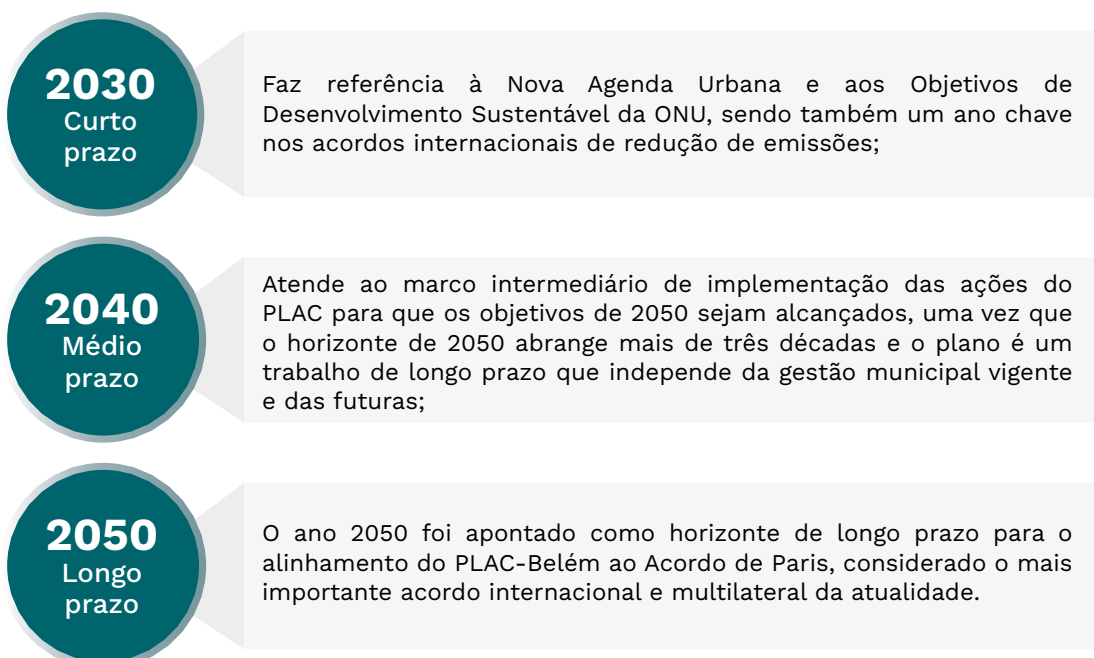 2030
Curto
prazo
Faz referência à Nova Agenda Urbana e aos Objetivos de
Desenvolvimento Sustentável da ONU, sendo também um ano chave
nos acordos internacionais de redução de emissões;
2040
Médio
prazo
Atende ao marco intermediário de implementação das ações do
PLAC para que os objetivos de 2050 sejam alcançados, uma vez que
o horizonte de 2050 abrange mais de três décadas e o plano é um
trabalho de longo prazo que independe da gestão municipal vigente
e das futuras;
2050
Longo
prazo
O ano 2050 foi apontado como horizonte de longo prazo para o
alinhamento do PLAC-Belém ao Acordo de Paris, considerado o mais
importante acordo internacional e multilateral da atualidade.